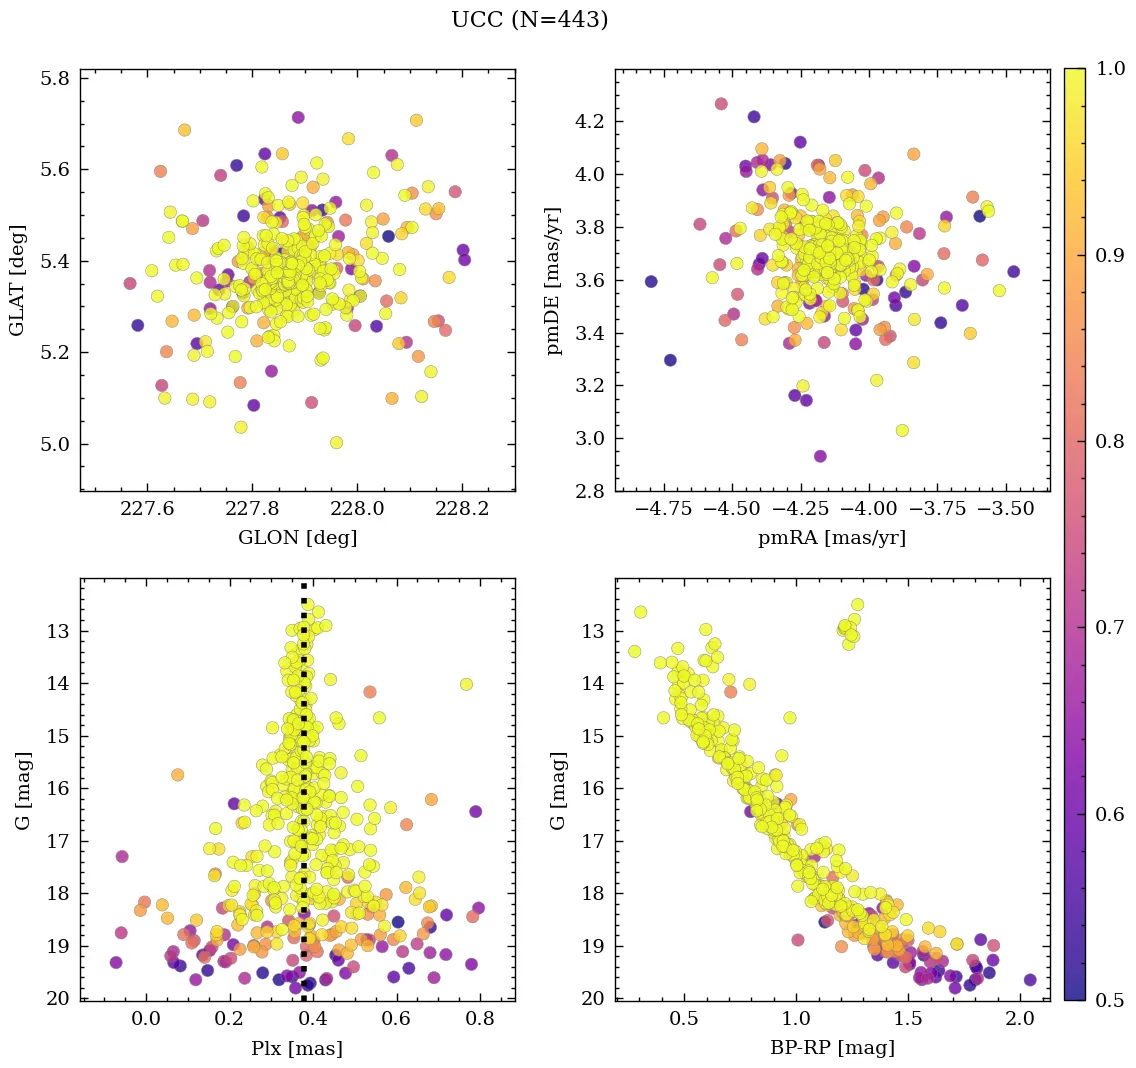 UCC (N=443)
5.8
5.6
5.4
5.2
5.0
GLAT [deg]
227.6 227.8 228.0 228.2
GLON [deg]
4.2
4.0
3.8
3.6
3.4
3.2
3.0
2.8
pmDE [mas/yr]
−4.75 −4.50 −4.25 −4.00 −3.75 −3.50
pmRA [mas/yr]
13
14
15
16
17
18
19
20
G [mag]
0.0 0.2 0.4 0.6 0.8
Plx [mas]
13
14
15
16
17
18
19
20
G [mag]
0.5 1.0 1.5 2.0
BP-RP [mag]
1.0
0.9
0.8
0.7
0.6
0.5